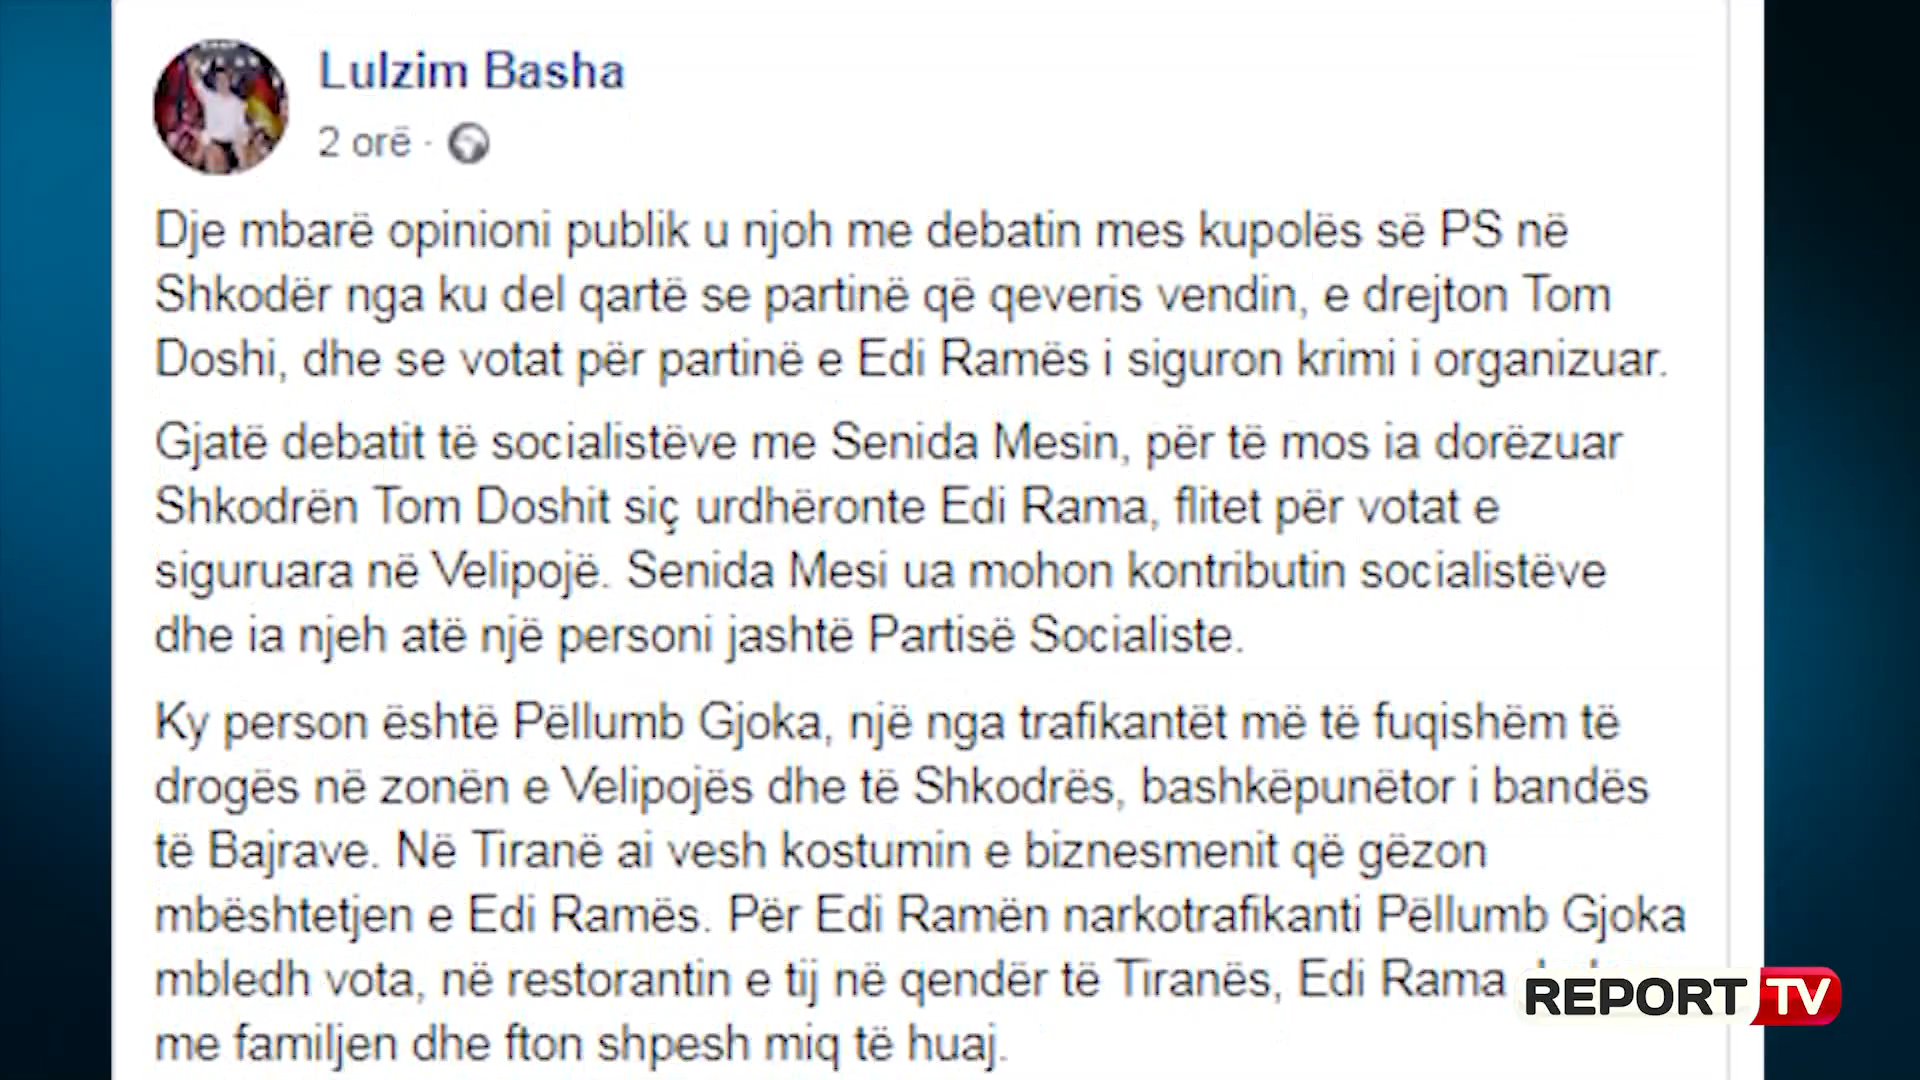 Lulzim Basha
2 orë ·
Dje mbarë opinioni publik u njoh me debatin mes kupolës së PS në
Shkodër nga ku del qartë se partinë që qeveris vendin, e drejton Tom
Doshi, dhe se votat për partinë e Edi Ramës i siguron krimi i organizuar.
Gjatë debatit të socialistëve me Senida Mesin, për të mos ia dorëzuar
Shkodrën Tom Doshit siç urdhëronte Edi Rama, flitet për votat e
siguruara në Velipojë. Senida Mesi ua mohon kontributin socialistëve
dhe ia njeh atë një personi jashtë Partisë Socialiste.
Ky person është Pëllumb Gjoka, një nga trafikantët më të fuqishëm të
drogës në zonën e Velipojës dhe të Shkodrës, bashkëpunëtor i bandës
të Bajrave. Në Tiranë ai vesh kostumin e biznesmenit që gëzon
mbështetjen e Edi Ramës. Për Edi Ramën narkotrafikanti Pëllumb Gjoka
mbledh vota, në restorantin e tij në qendër të Tiranës, Edi Rama
me familjen dhe fton shpesh miq të huaj.
REPORT TV